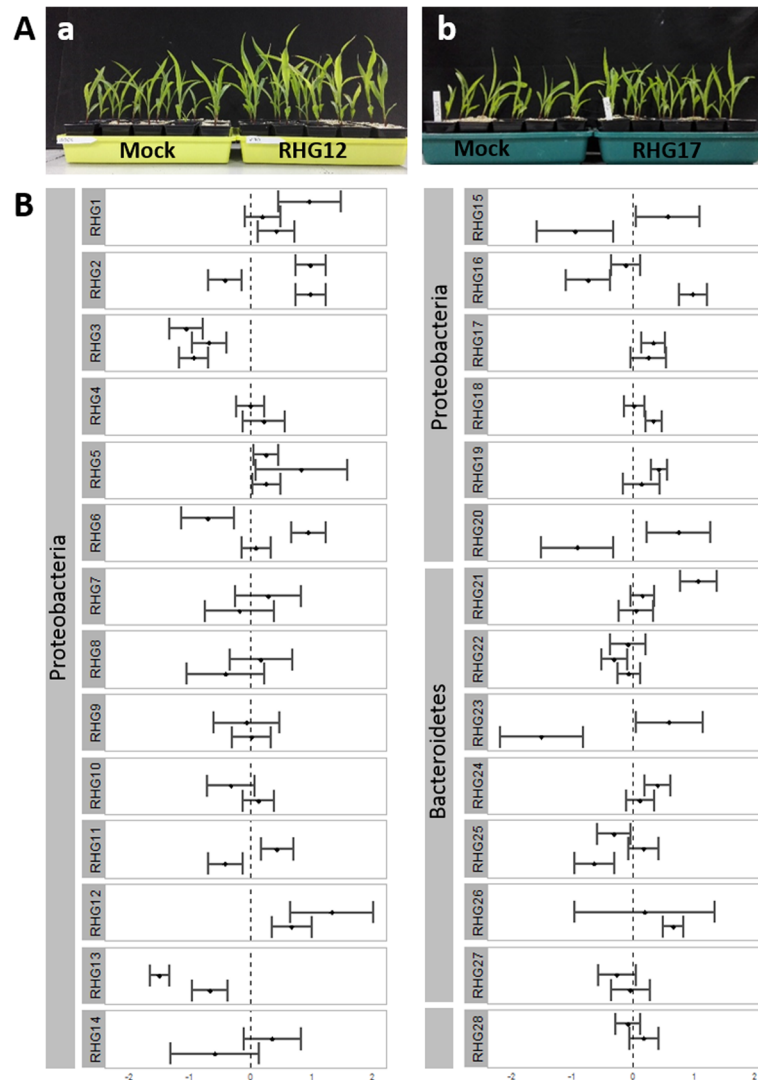 A
a
b
Mock
RHG12
Mock
RHG17
B
Proteobacteria
RHG1
RHG2
RHG3
RHG4
RHG5
RHG6
RHG7
RHG8
RHG9
RHG10
RHG11
RHG12
RHG13
RHG14
-2 -1 0 1 2
Proteobacteria
RHG15
RHG16
RHG17
RHG18
RHG19
RHG20
Bacteroidetes
RHG21
RHG22
RHG23
RHG24
RHG25
RHG26
RHG27
RHG28
-2 -1 0 1 2